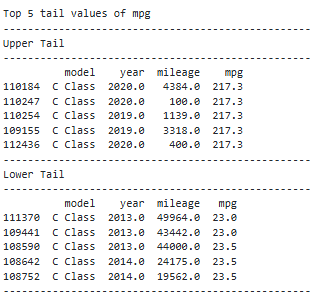 Top 5 tail values of mpg
------------------------------------------------
Upper Tail
------------------------------------------------
model year mileage mpg
110184 C Class 2020.0 4384.0 217.3
110247 C Class 2020.0 100.0 217.3
110254 C Class 2019.0 1139.0 217.3
109155 C Class 2019.0 3318.0 217.3
112436 C Class 2020.0 400.0 217.3
------------------------------------------------
Lower Tail
------------------------------------------------
model year mileage mpg
111370 C Class 2013.0 49964.0 23.0
109441 C Class 2013.0 43442.0 23.0
108590 C Class 2013.0 44000.0 23.5
108642 C Class 2014.0 24175.0 23.5
108752 C Class 2014.0 19562.0 23.5
------------------------------------------------